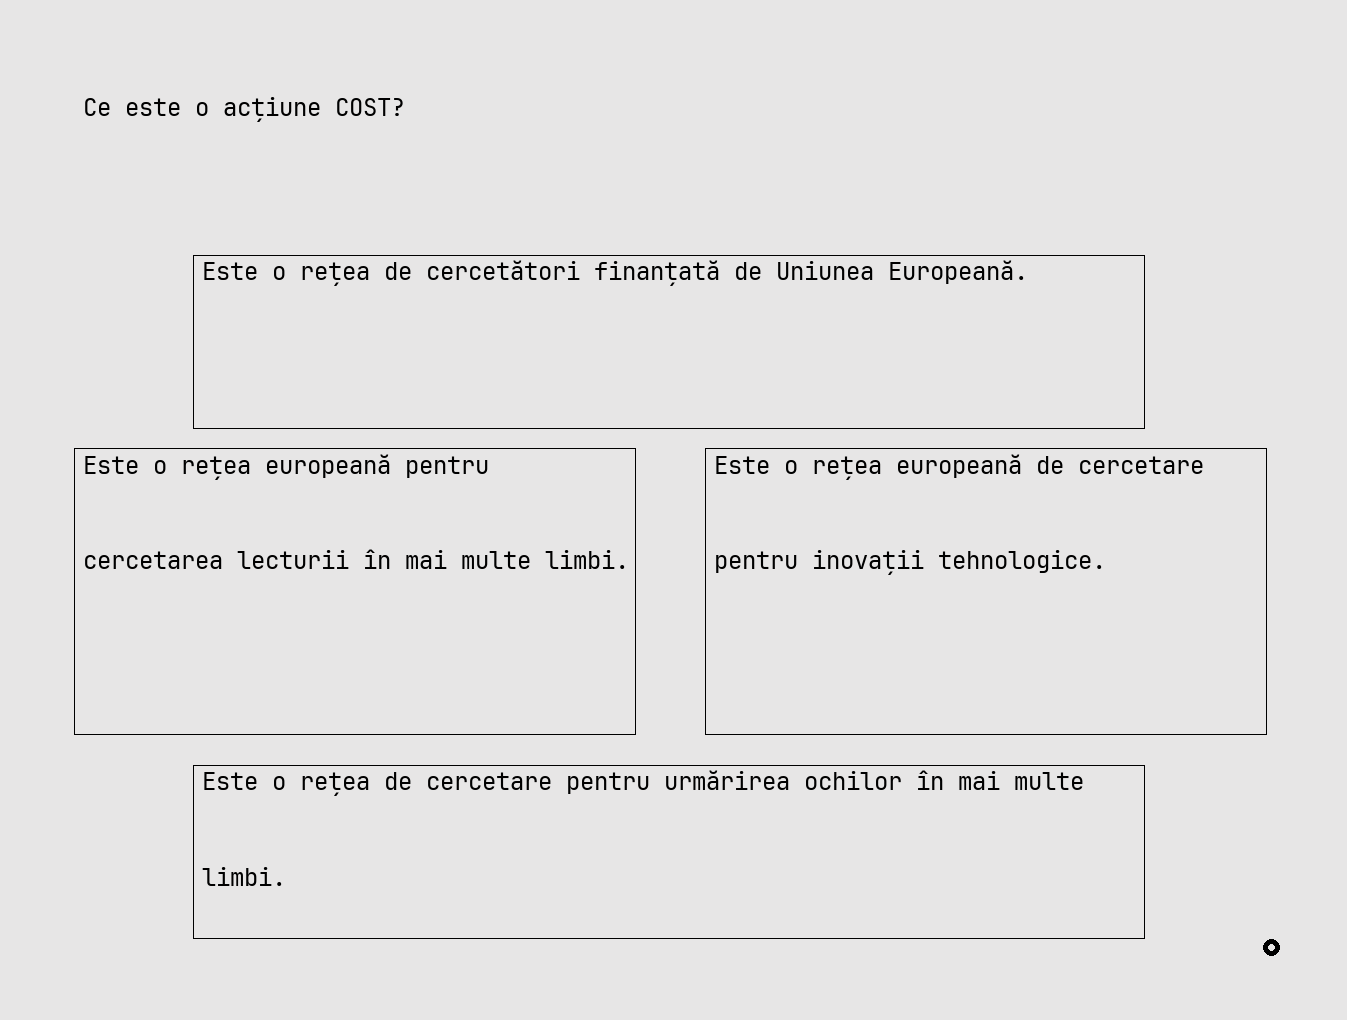 Ce este o acțiune COST?
Este o rețea de cercetători finanțată de Uniunea Europeană.
Este o rețea europeană pentru
cercetarea lecturii în mai multe limbi.
Este o rețea europeană de cercetare
pentru inovații tehnologice.
Este o rețea de cercetare pentru urmărirea ochilor în mai multe
limbi.